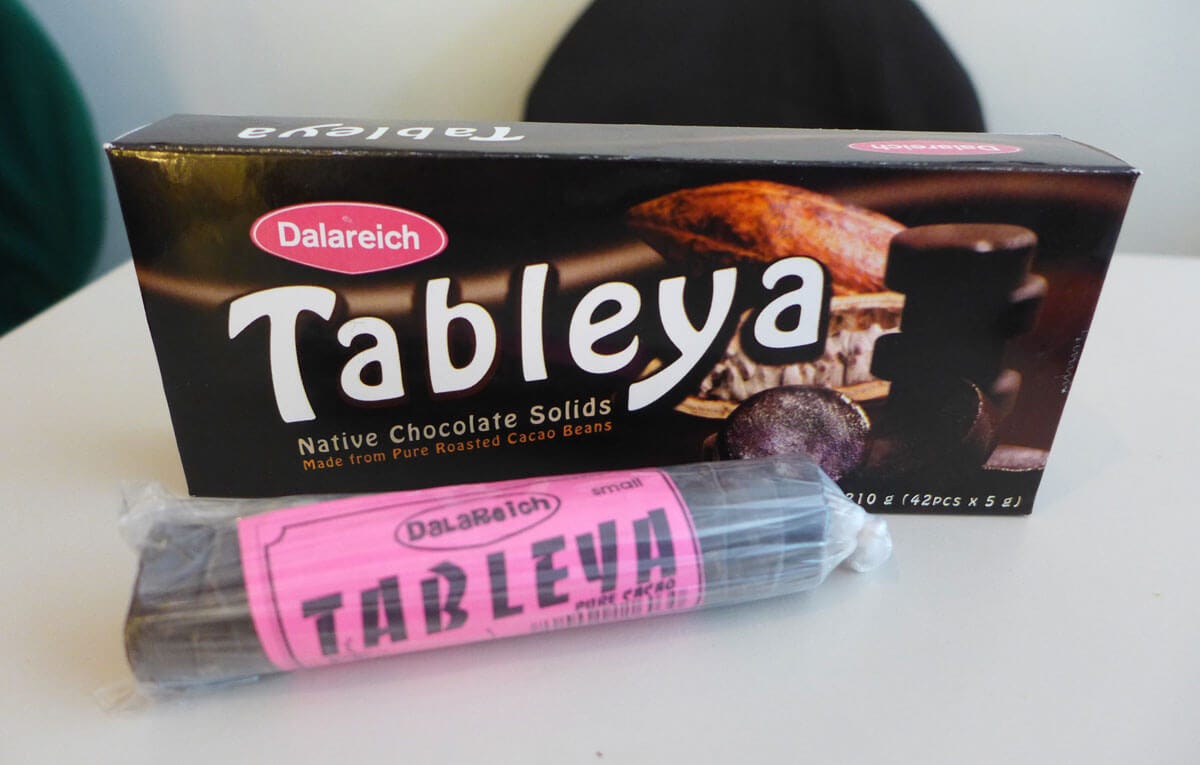 Tableya
Dalareich
Dalareich
Tableya
Native Chocolate Solids
Made from Pure Roasted Cacao Beans
210 g (42pcs x 5 g)
small
DaLaReich
TABLEYA
PURE CACAO